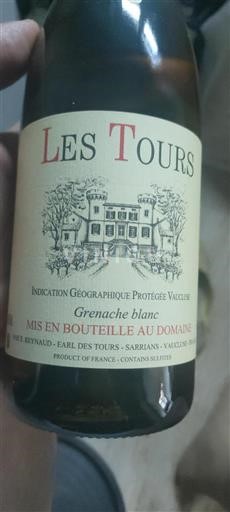 LES TOURS
INDICATION GÉOGRAPHIQUE PROTÉGÉE VAUCLUSE
Grenache blanc
MIS EN BOUTEILLE AU DOMAINE
REYNAUD - EARL DES TOURS - SARRIANS - VAUCLUSE -
PRODUCT OF FRANCE - CONTAINS SULFITES